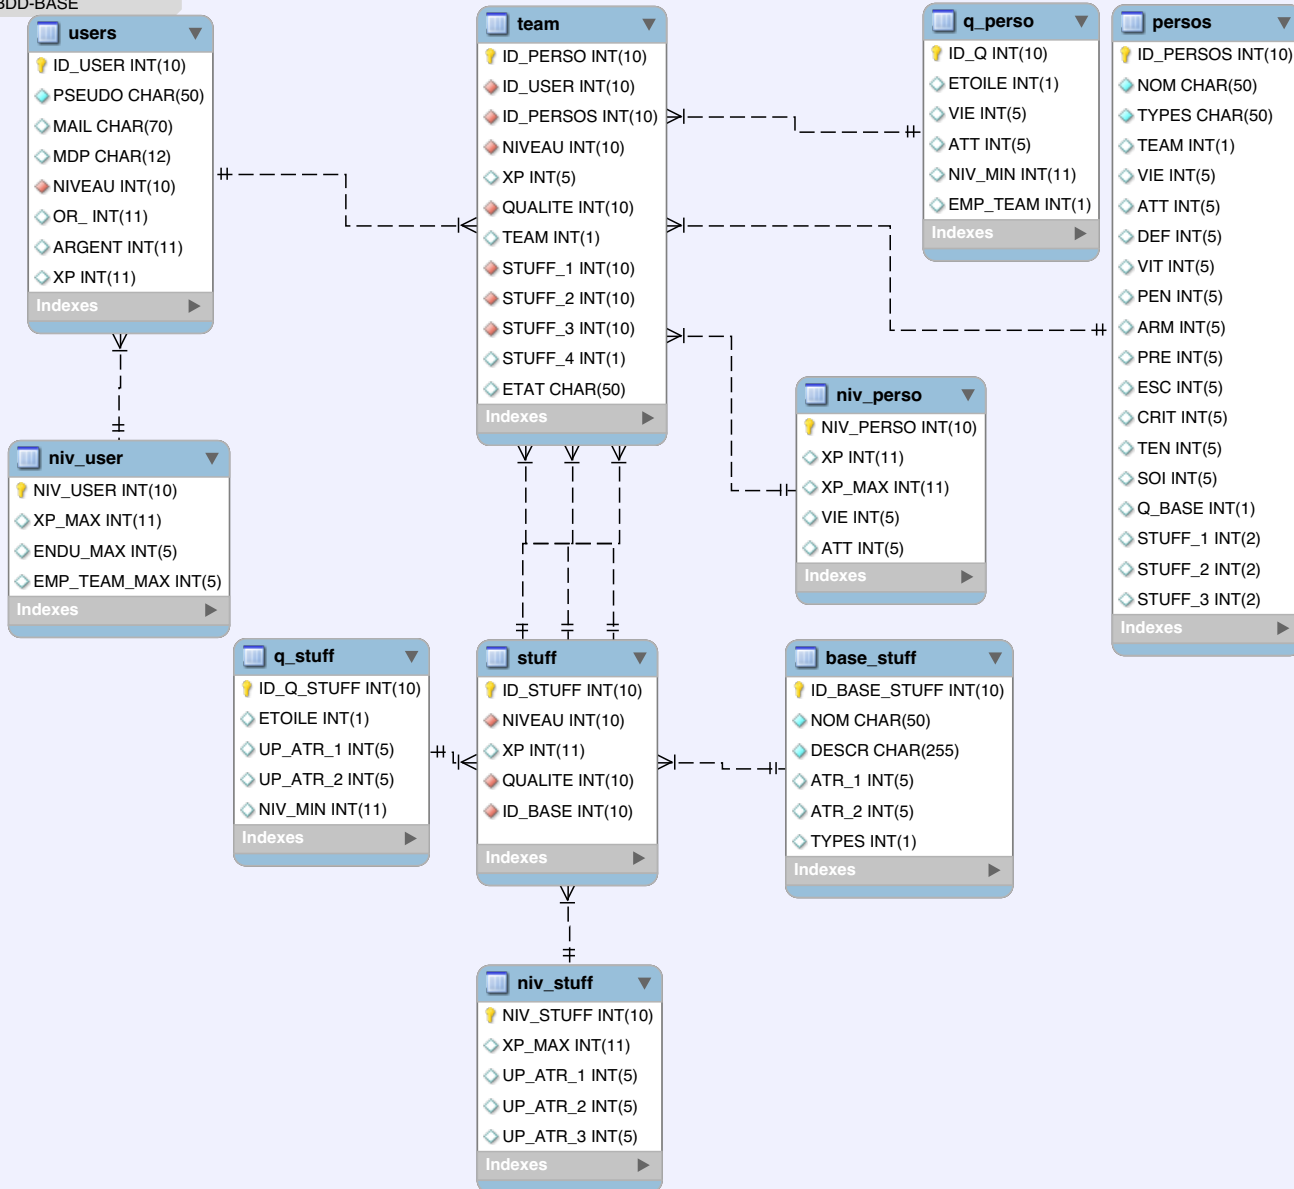 BDD-BASE
users
ID_USER INT(10)
PSEUDO CHAR(50)
MAIL CHAR(70)
MDP CHAR(12)
NIVEAU INT(10)
OR_ INT(11)
ARGENT INT(11)
XP INT(11)
Indexes
team
ID_PERSO INT(10)
ID_USER INT(10)
ID_PERSOS INT(10)
NIVEAU INT(10)
XP INT(5)
QUALITE INT(10)
TEAM INT(1)
STUFF_1 INT(10)
STUFF_2 INT(10)
STUFF_3 INT(10)
STUFF_4 INT(1)
ETAT CHAR(50)
Indexes
q_perso
ID_Q INT(10)
ETOILE INT(1)
VIE INT(5)
ATT INT(5)
NIV_MIN INT(11)
EMP_TEAM INT(1)
Indexes
persos
ID_PERSOS INT(10)
NOM CHAR(50)
TYPES CHAR(50)
TEAM INT(1)
VIE INT(5)
ATT INT(5)
DEF INT(5)
VIT INT(5)
PEN INT(5)
ARM INT(5)
PRE INT(5)
ESC INT(5)
CRIT INT(5)
TEN INT(5)
SOI INT(5)
Q_BASE INT(1)
STUFF_1 INT(2)
STUFF_2 INT(2)
STUFF_3 INT(2)
Indexes
niv_perso
NIV_PERSO INT(10)
XP INT(11)
XP_MAX INT(11)
VIE INT(5)
ATT INT(5)
Indexes
niv_user
NIV_USER INT(10)
XP_MAX INT(11)
ENDU_MAX INT(5)
EMP_TEAM_MAX INT(5)
Indexes
q_stuff
ID_Q_STUFF INT(10)
ETOILE INT(1)
UP_ATR_1 INT(5)
UP_ATR_2 INT(5)
NIV_MIN INT(11)
Indexes
stuff
ID_STUFF INT(10)
NIVEAU INT(10)
XP INT(11)
QUALITE INT(10)
ID_BASE INT(10)
Indexes
base_stuff
ID_BASE_STUFF INT(10)
NOM CHAR(50)
DESCR CHAR(255)
ATR_1 INT(5)
ATR_2 INT(5)
TYPES INT(1)
Indexes
niv_stuff
NIV_STUFF INT(10)
XP_MAX INT(11)
UP_ATR_1 INT(5)
UP_ATR_2 INT(5)
UP_ATR_3 INT(5)
Indexes